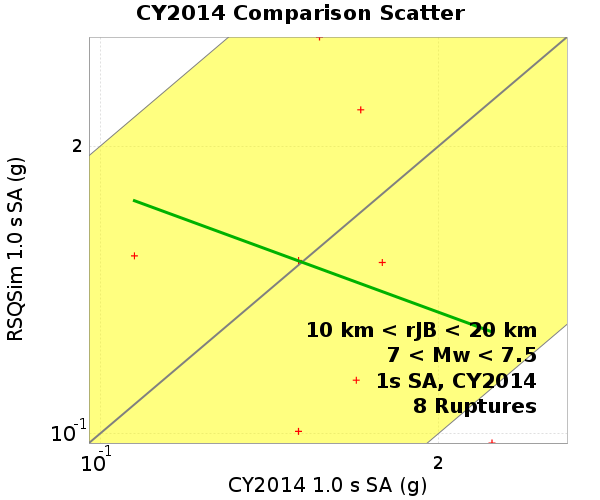 CY2014 Comparison Scatter
RSQSim 1.0 s SA (g)
2
10-1
10 km < rJB < 20 km
7 < Mw < 7.5
1s SA, CY2014
8 Ruptures
10-1
2
CY2014 1.0 s SA (g)